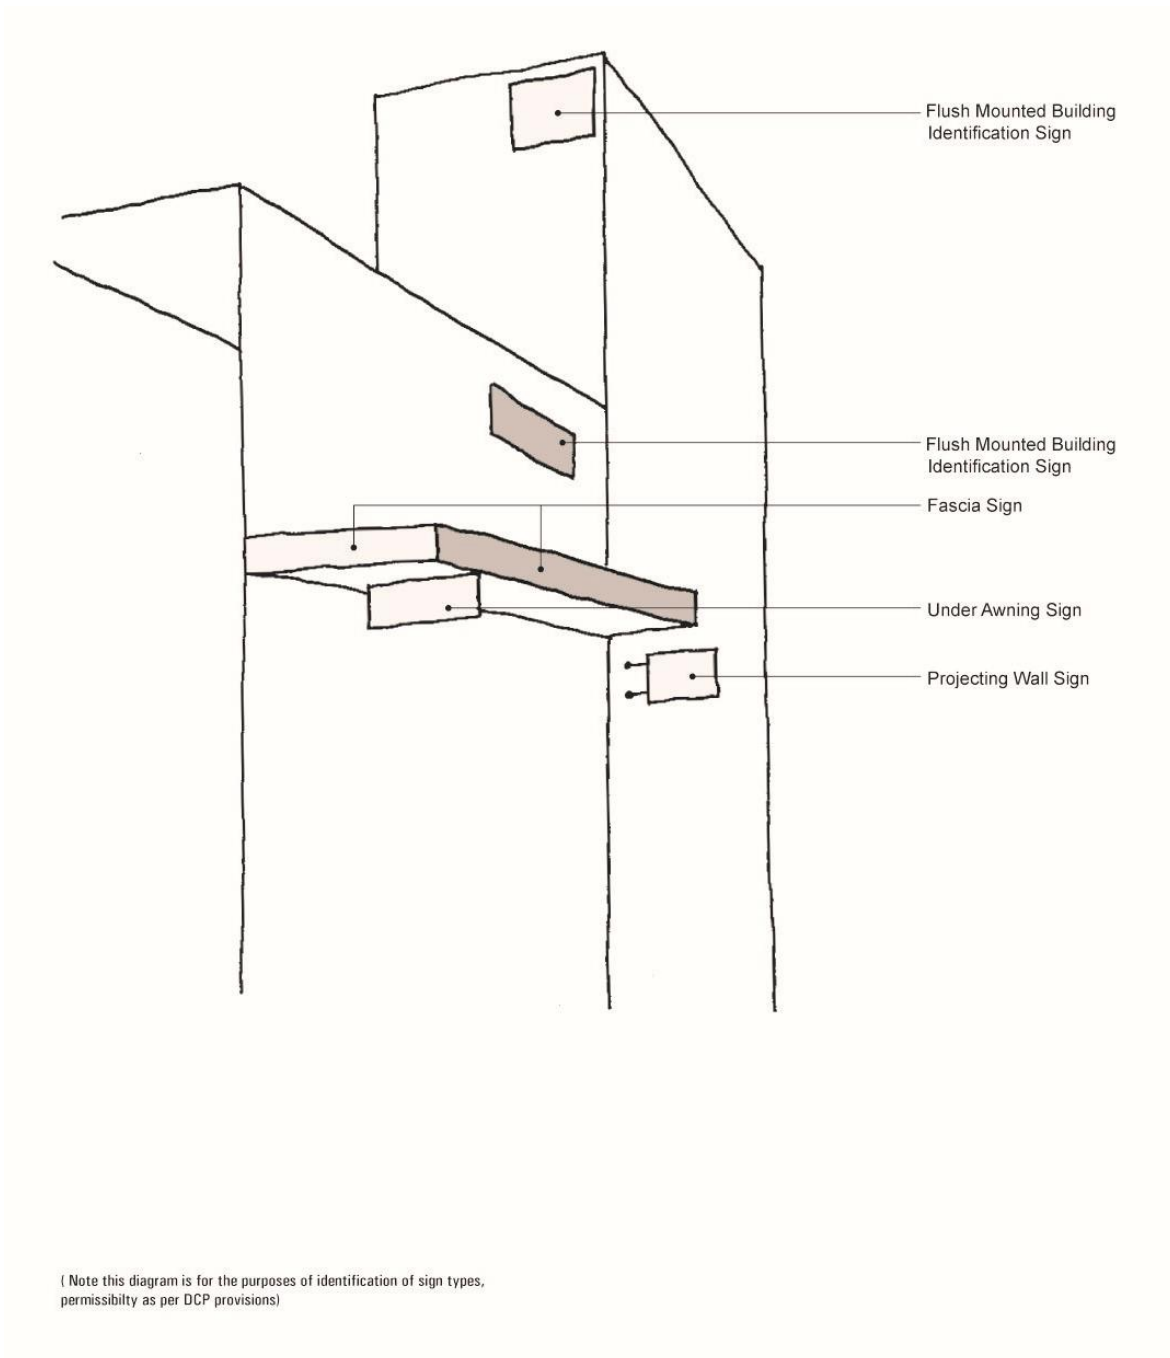 Flush Mounted Building
Identification Sign
Flush Mounted Building
Identification Sign
Fascia Sign
Under Awning Sign
Projecting Wall Sign
( Note this diagram is for the purposes of identification of sign types,
permissibilty as per DCP provisions)